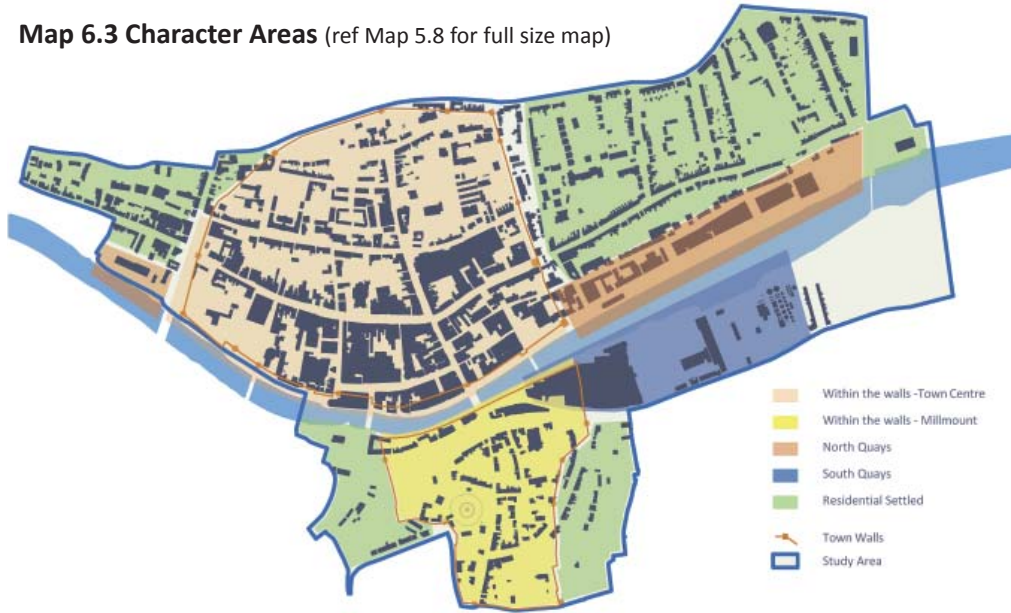 Map 6.3 Character Areas (ref Map 5.8 for full size map)
Within the walls -Town Centre
Within the walls - Millmount
North Quays
South Quays
Residential Settled
Town Walls
Study Area